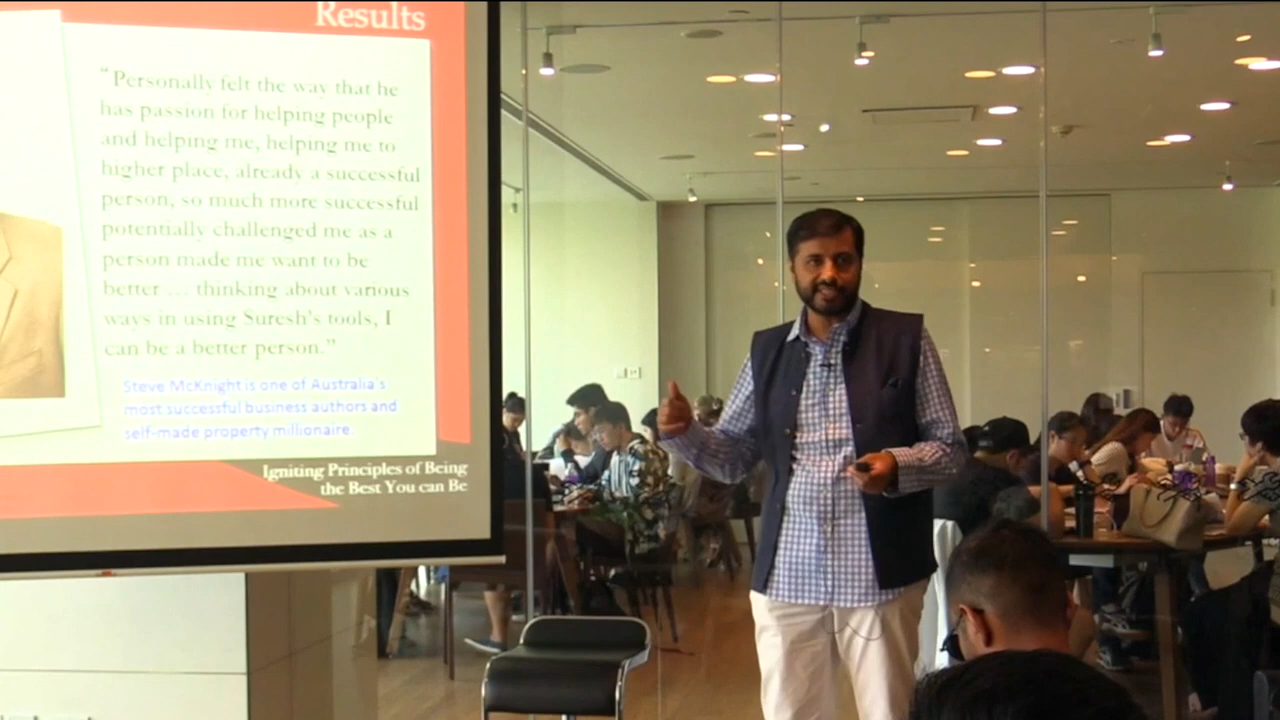 Results
“Personally felt the way that he
has passion for helping people
and helping me, helping me to
higher place, already a successful
person, so much more successful
potentially challenged me as a
person made me want to be
better ... thinking about various
ways in using Suresh's tools, I
can be a better person.”
Steve McKnight is one of Australia's
most successful business authors and
self-made property millionaire.
Igniting Principles of Being
the Best You can Be